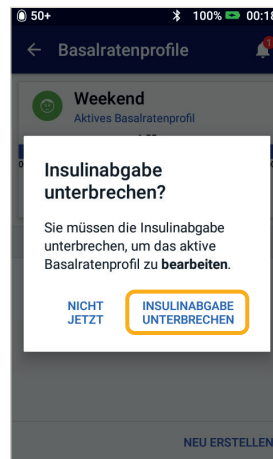 50+ 100% 00:18
Basalratenprofile
1
Weekend
Aktives Basalratenprofil
Insulinabgabe
unterbrechen?
Sie müssen die Insulinabgabe
unterbrechen, um das aktive
Basalratenprofil zu bearbeiten.
NICHT
JETZT
INSULINABGABE
UNTERBRECHEN
NEU ERSTELLEN